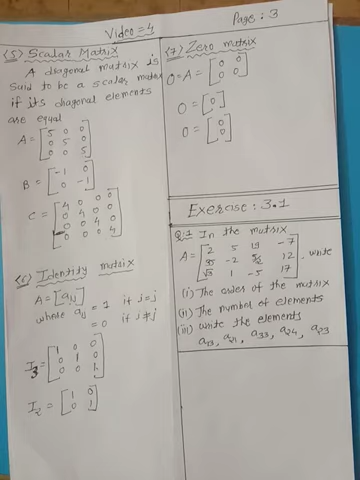 Video = 4
Page : 3
(5) Scalar Matrix
A diagonal matrix is
said to be a scalar matrix
if its diagonal elements
are equal
A = [5 0 0
0 5 0
0 0 5]
B = [-1 0
0 -1]
C = [4 0 0 0
0 4 0 0
0 0 4 0
0 0 0 4]
(6) Identity matrix
A = [aij]
whose aij = 1 if i=j
= 0 if i≠j
I3 = [1 0 0
0 1 0
0 0 1]
I2 = [1 0
0 1]
(7) Zero matrix
O = A = [0 0
0 0]
O = [0]
O = [0
0]
Exercise : 3.1
Q:1 In the matrix
A = [2 5 19 -7
35 -2 5/2 12
√3 1 -5 17], write
(i) The order of the matrix
(ii) The number of elements
(iii) write the elements
a13, a21, a33, a24, a23